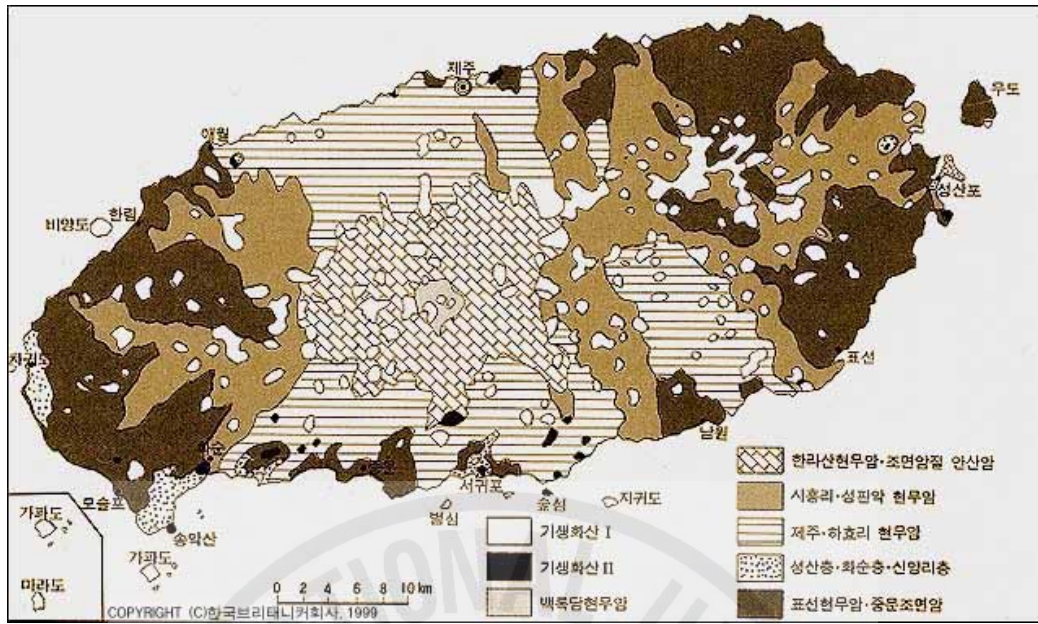 제주
우도
애월
성산포
한림
비양도
표선
남원
모슬포
서귀포
지귀도
범섬
숲섬
송악산
가파도
가파도
마라도
0 2 4 6 8 10 km
COPYRIGHT (C)한국브리태니커회사, 1999
기생화산 I
기생화산 II
백록담현무암
한라산현무암·조면암질 안산암
시흥리·성판악 현무암
제주·하효리 현무암
성산층·화순층·신양리층
표선현무암·중문조면암